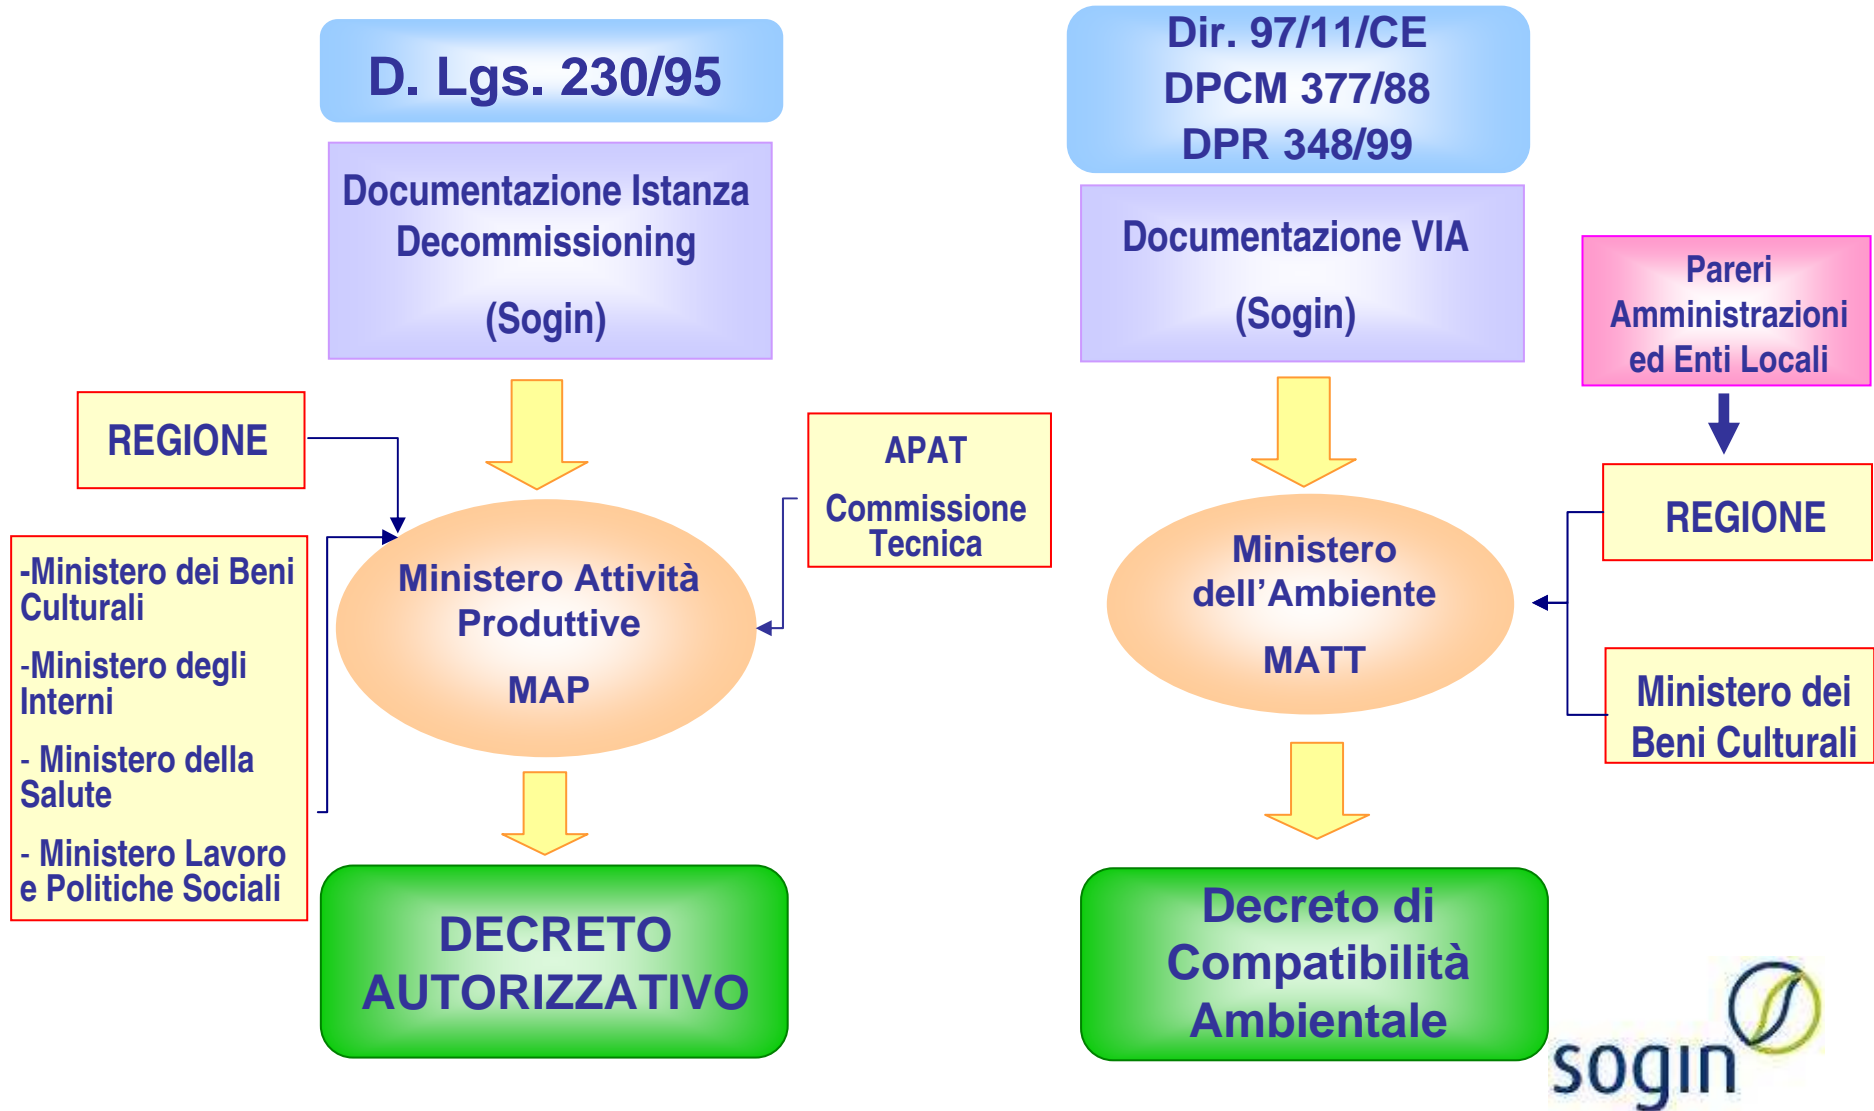 D. Lgs. 230/95
Documentazione Istanza
Decommissioning
(Sogin)
REGIONE
-Ministero dei Beni
Culturali
-Ministero degli
Interni
- Ministero della
Salute
- Ministero Lavoro
e Politiche Sociali
APAT
Commissione
Tecnica
Ministero Attività
Produttive
MAP
DECRETO
AUTORIZZATIVO
Dir. 97/11/CE
DPCM 377/88
DPR 348/99
Documentazione VIA
(Sogin)
Pareri
Amministrazioni
ed Enti Locali
REGIONE
Ministero dei
Beni Culturali
Ministero
dell’Ambiente
MATT
Decreto di
Compatibilità
Ambientale
sogin